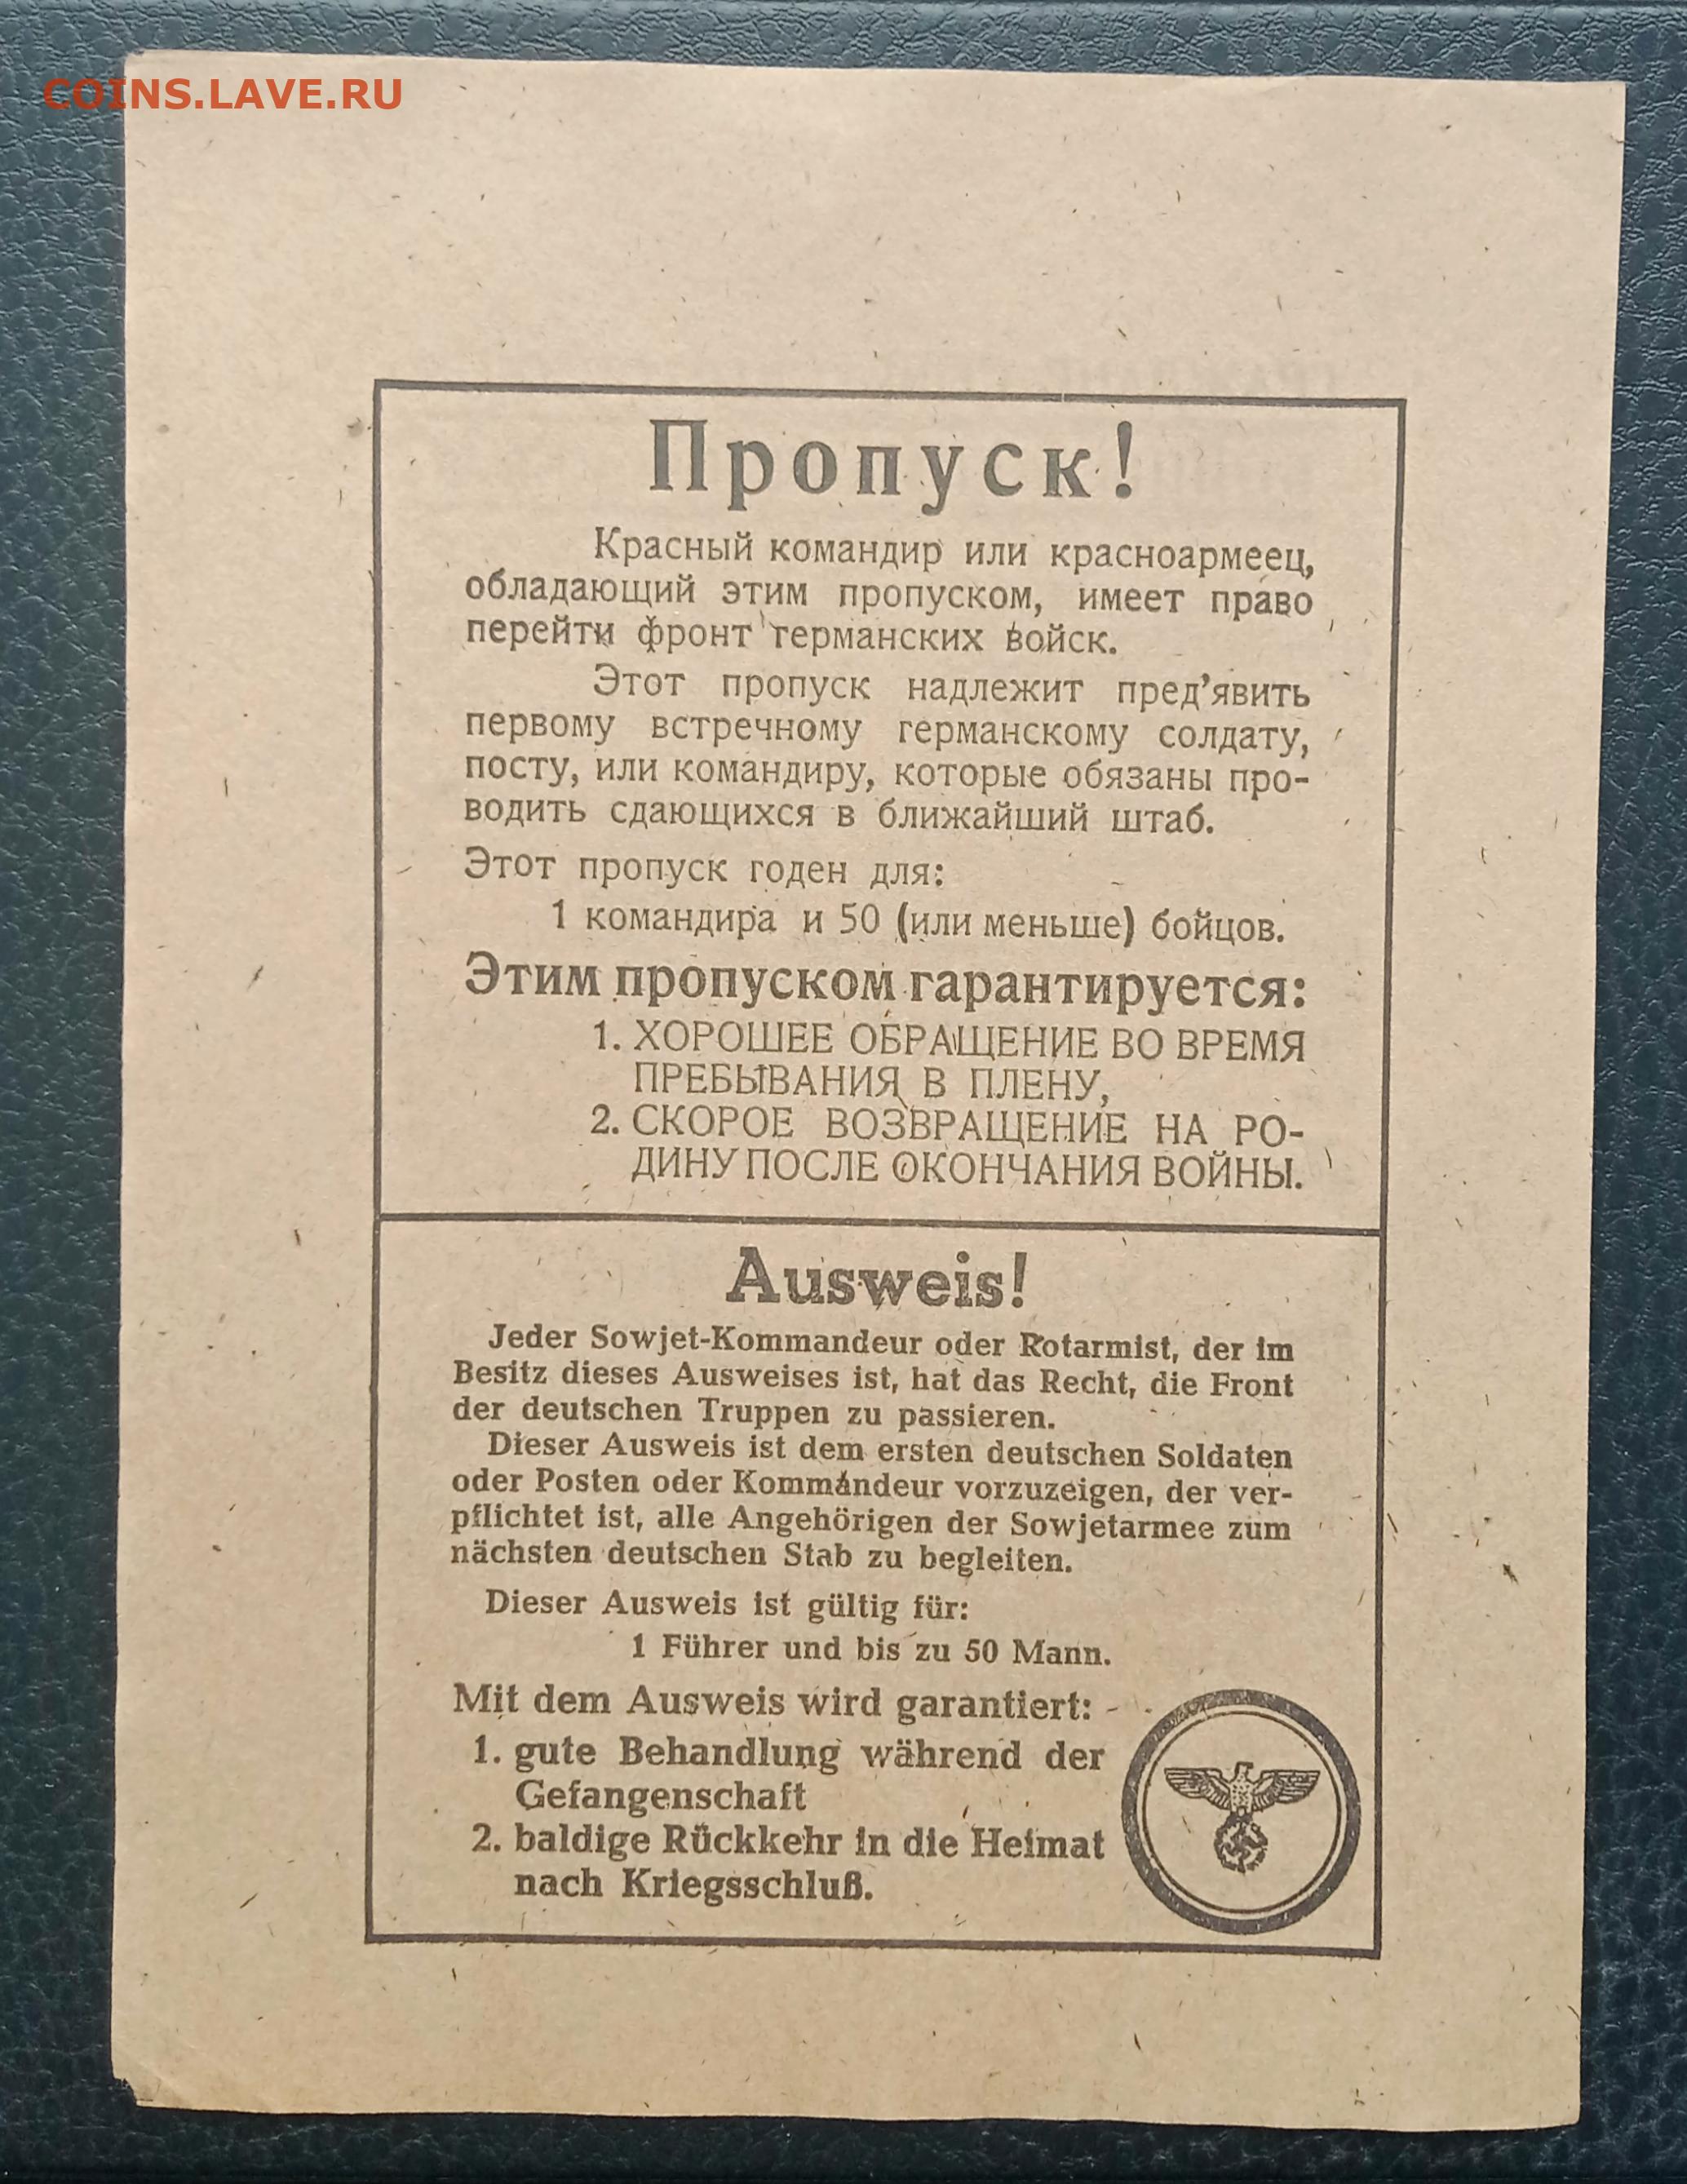 COINS.LAVE.RU
Пропуск!
Красный командир или красноармеец,
обладающий этим пропуском, имеет право
перейти фронт германских войск.
Этот пропуск надлежит пред’явить
первому встречному германскому солдату,
посту, или командиру, которые обязаны про-
водить сдающихся в ближайший штаб.
Этот пропуск годен для:
1 командира и 50 (или меньше) бойцов.
Этим пропуском гарантируется:
1. ХОРОШЕЕ ОБРАЩЕНИЕ ВО ВРЕМЯ
ПРЕБЫВАНИЯ В ПЛЕНУ,
2. СКОРОЕ ВОЗВРАЩЕНИЕ НА РО-
ДИНУ ПОСЛЕ ОКОНЧАНИЯ ВОЙНЫ.
Ausweis!
Jeder Sowjet-Kommandeur oder Rotarmist, der im
Besitz dieses Ausweises ist, hat das Recht, die Front
der deutschen Truppen zu passieren.
Dieser Ausweis ist dem ersten deutschen Soldaten
oder Posten oder Kommandeur vorzuzeigen, der ver-
pflichtet ist, alle Angehörigen der Sowjetarmee zum
nächsten deutschen Stab zu begleiten.
Dieser Ausweis ist gültig für:
1 Führer und bis zu 50 Mann.
Mit dem Ausweis wird garantiert:
1. gute Behandlung während der
Gefangenschaft
2. baldige Rückkehr in die Heimat
nach Kriegsschluß.